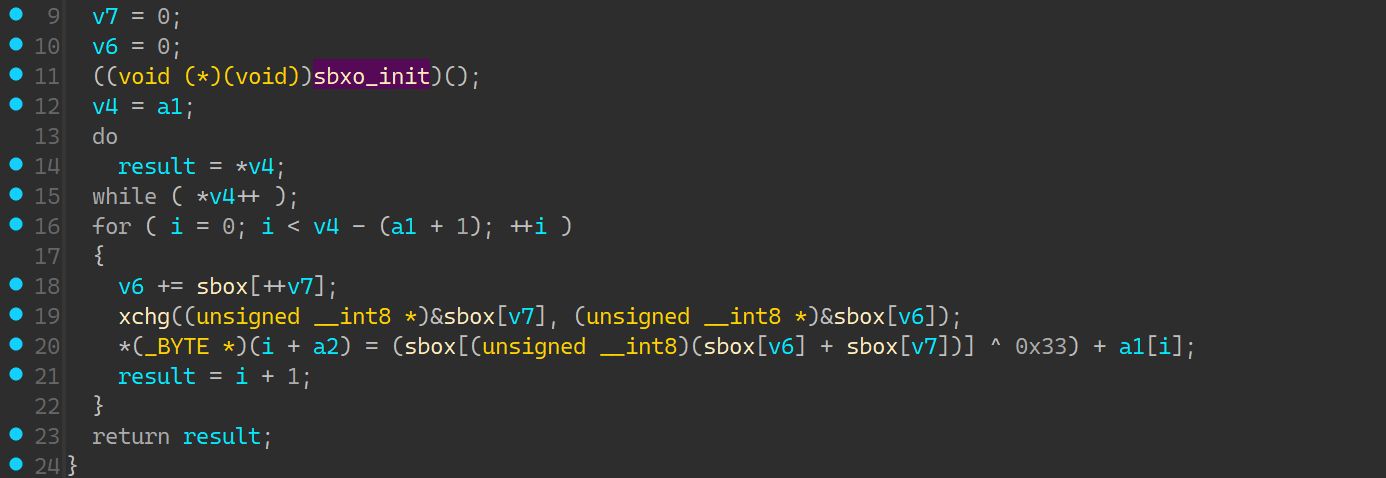 9 v7 = 0;
10 v6 = 0;
11 ((void (*)(void))sbxo_init)();
12 v4 = a1;
13 do
14 result = *v4;
15 while ( *v4++ );
16 for ( i = 0; i < v4 - (a1 + 1); ++i )
17 {
18 v6 += sbox[++v7];
19 xchg((unsigned __int8 *)&sbox[v7], (unsigned __int8 *)&sbox[v6]);
20 *(_BYTE *)(i + a2) = (sbox[(unsigned __int8)(sbox[v6] + sbox[v7])] ^ 0x33) + a1[i];
21 result = i + 1;
22 }
23 return result;
24 }